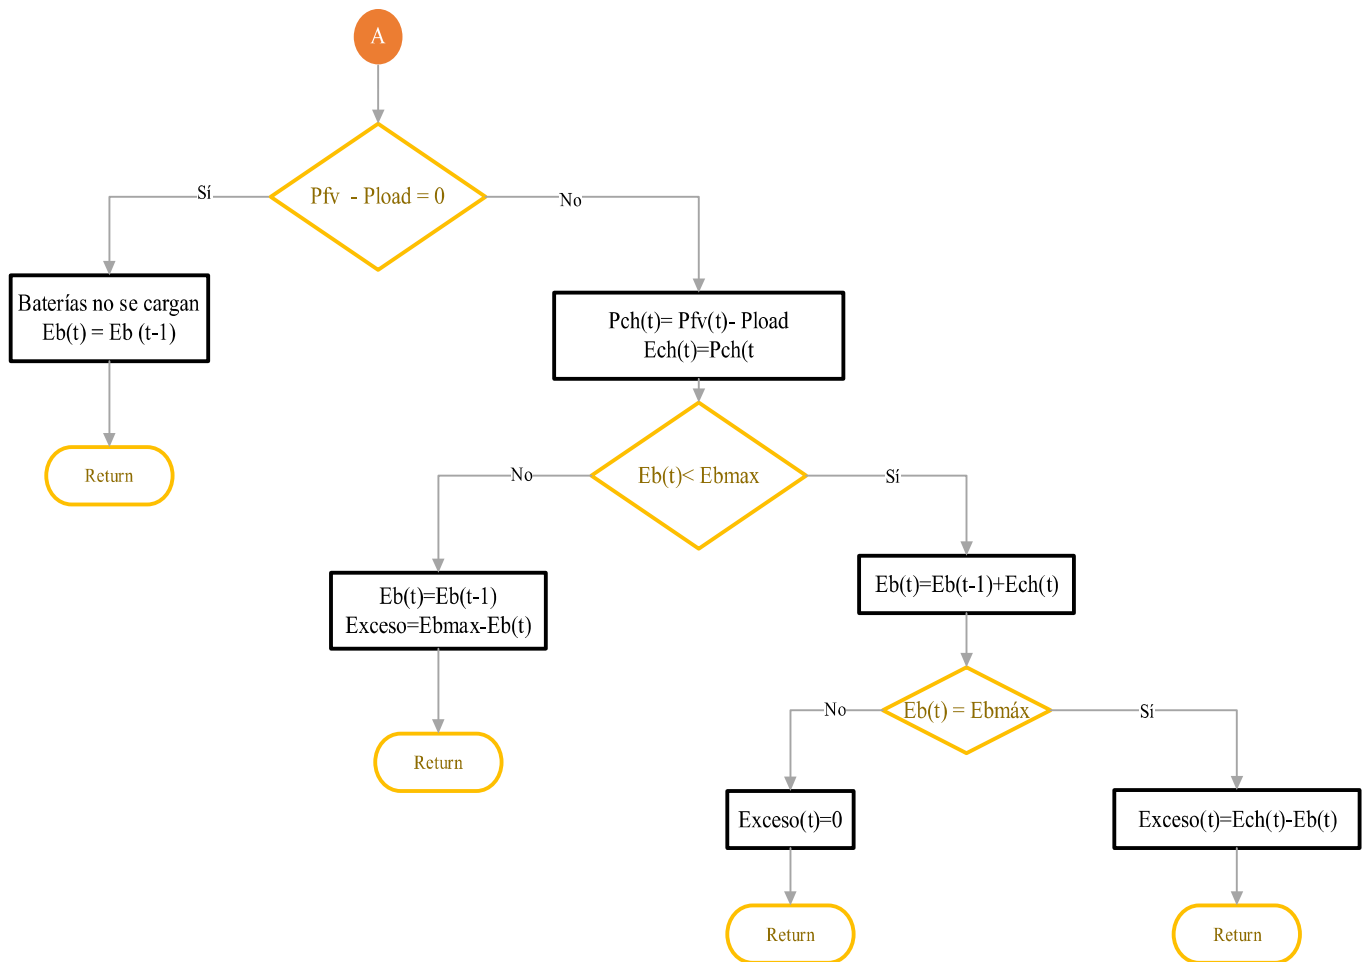 A
Pfv - Pload = 0
Sí
No
Baterías no se cargan
Eb(t) = Eb (t-1)
Pch(t)= Pfv(t)- Pload
Ech(t)=Pch(t
Return
Eb(t)< Ebmax
No
Sí
Eb(t)=Eb(t-1)
Exceso=Ebmax-Eb(t)
Eb(t)=Eb(t-1)+Ech(t)
Return
Eb(t) = Ebmáx
No
Sí
Exceso(t)=0
Exceso(t)=Ech(t)-Eb(t)
Return
Return